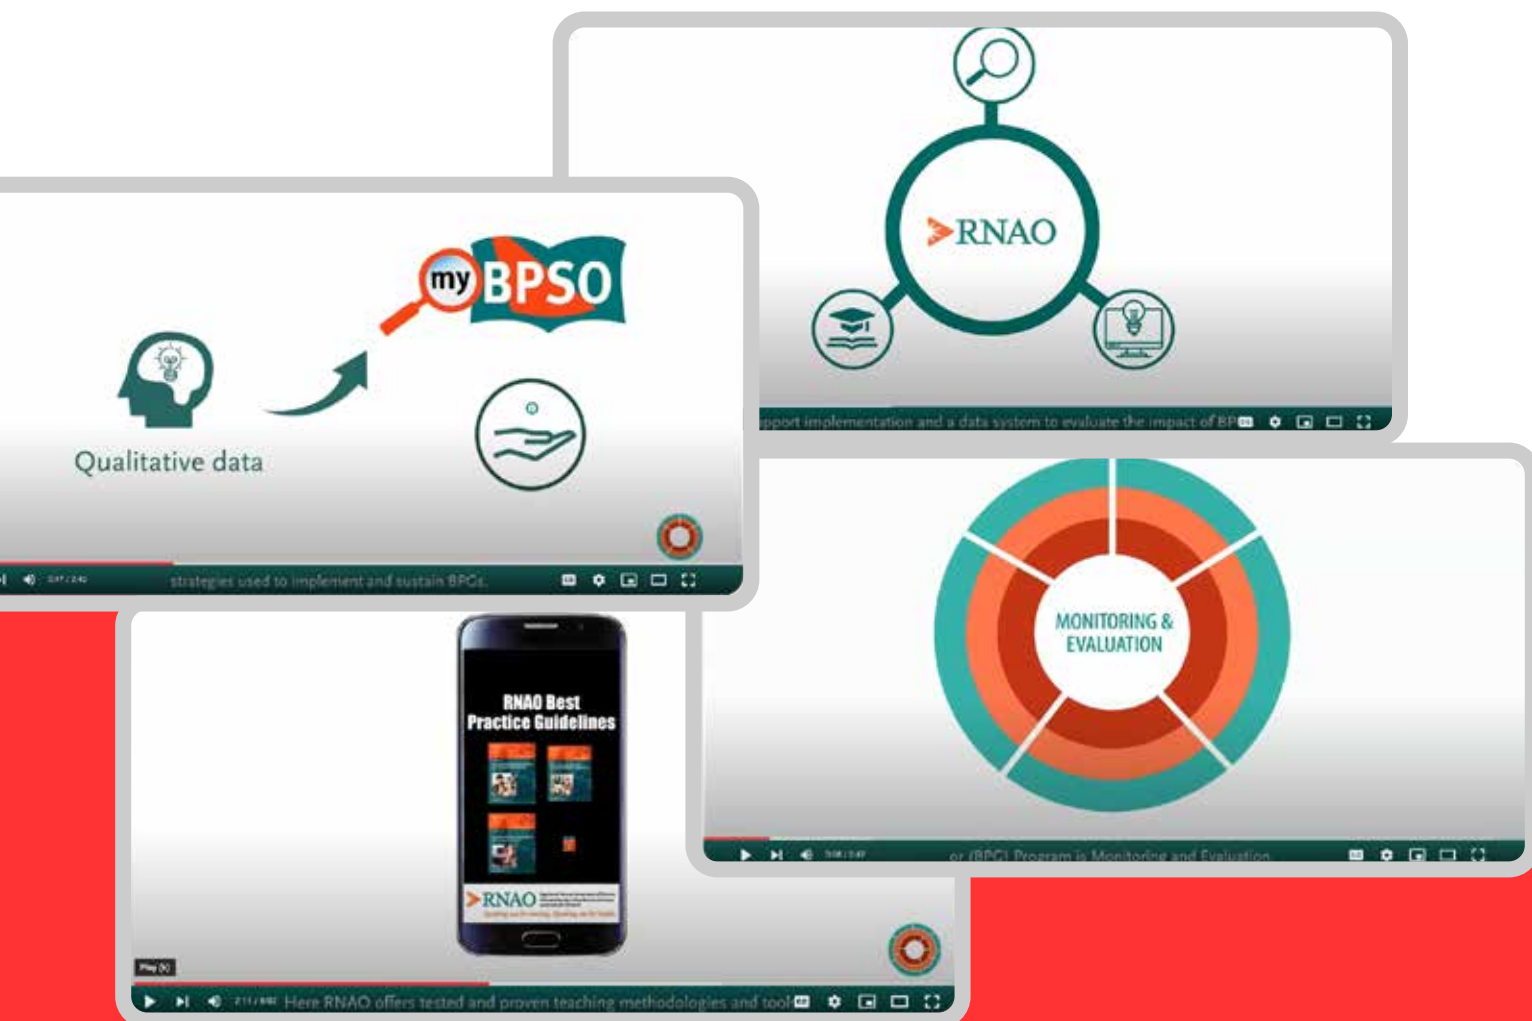 RNAO
pport implementation and a data system to evaluate the impact of BP
my BPSO
Qualitative data
strategies used to implement and sustain BPGs.
MONITORING &
EVALUATION
or (BPG) Program is Monitoring and Evaluation.
RNAO Best
Practice Guidelines
RNAO
Play (k)
Here RNAO offers tested and proven teaching methodologies and tool